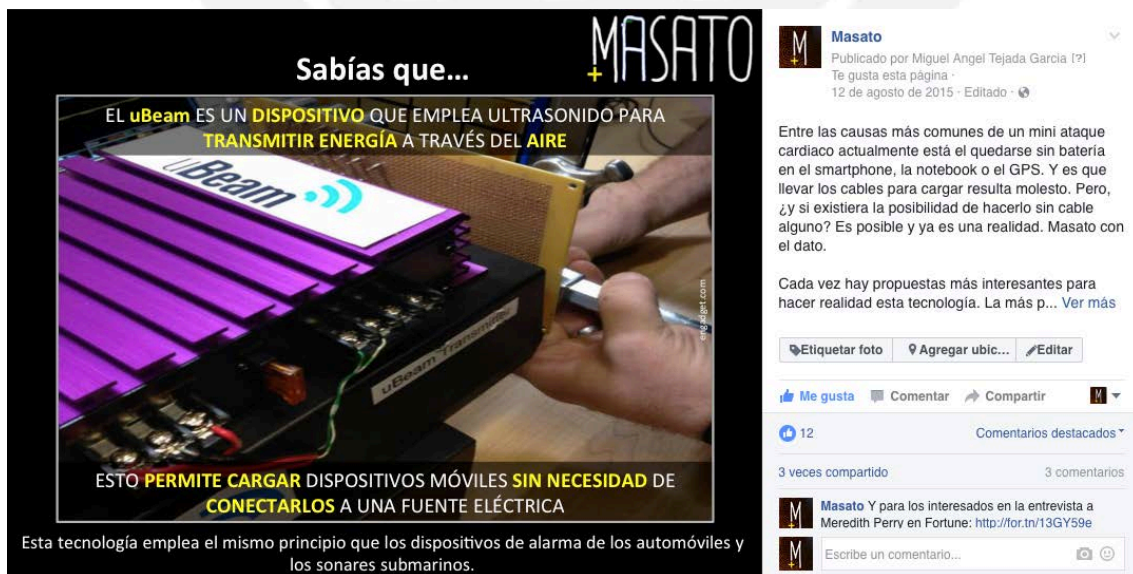 MASATO
Sabías que...
EL uBeam ES UN DISPOSITIVO QUE EMPLEA ULTRASONIDO PARA
TRANSMITIR ENERGÍA A TRAVÉS DEL AIRE
uBeam
uBeam Transmitter
engadget.com
ESTO PERMITE CARGAR DISPOSITIVOS MÓVILES SIN NECESIDAD DE
CONECTARLOS A UNA FUENTE ELÉCTRICA
Esta tecnología emplea el mismo principio que los dispositivos de alarma de los automóviles y
los sonares submarinos.
M
Masato
Publicado por Miguel Angel Tejada Garcia [?]
Te gusta esta página ·
12 de agosto de 2015 · Editado ·
Entre las causas más comunes de un mini ataque
cardiaco actualmente está el quedarse sin batería
en el smartphone, la notebook o el GPS. Y es que
llevar los cables para cargar resulta molesto. Pero,
¿y si existiera la posibilidad de hacerlo sin cable
alguno? Es posible y ya es una realidad. Masato con
el dato.
Cada vez hay propuestas más interesantes para
hacer realidad esta tecnología. La más p... Ver más
Etiquetar foto Agregar ubic... Editar
Me gusta Comentar Compartir M
12 Comentarios destacados
3 veces compartido 3 comentarios
M
Masato Y para los interesados en la entrevista a
Meredith Perry en Fortune: http://for.tn/13GY59e
M
Escribe un comentario...